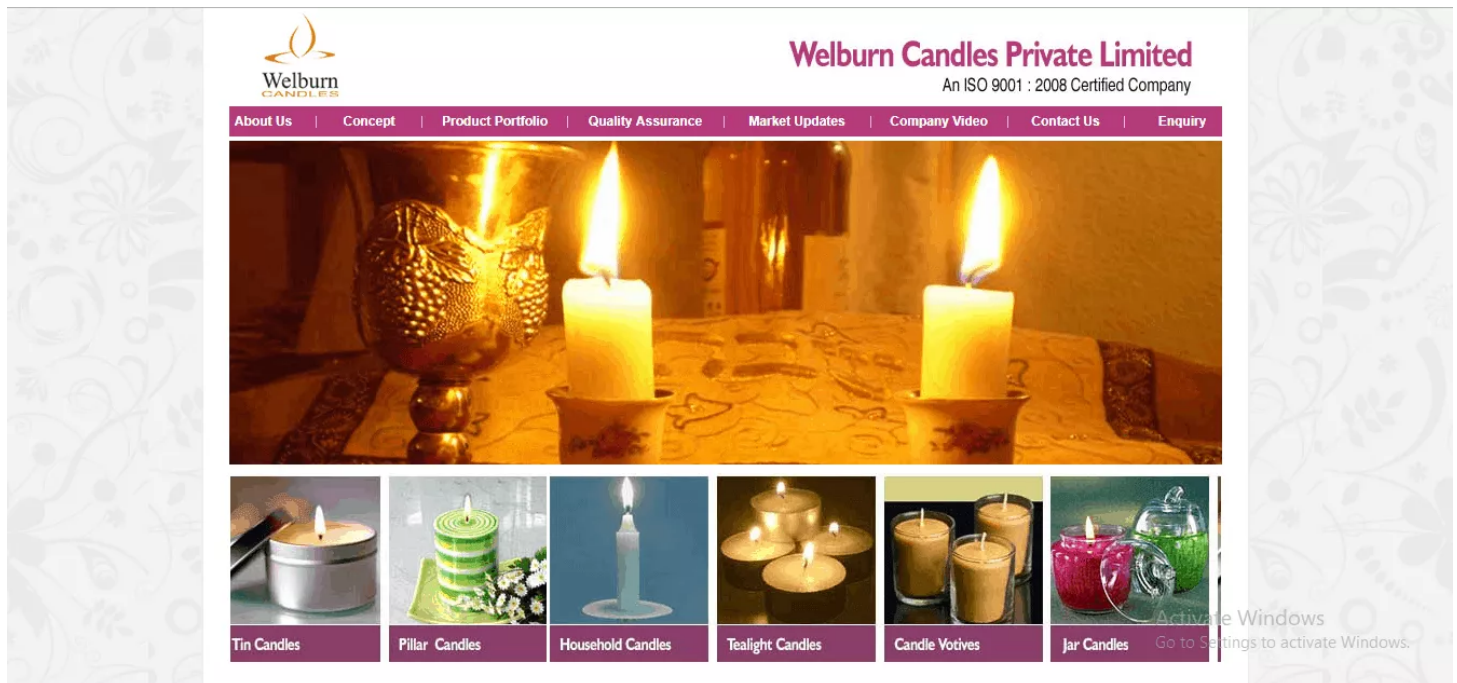 Welburn
CANDLES
Welburn Candles Private Limited
An ISO 9001 : 2008 Certified Company
About Us | Concept | Product Portfolio | Quality Assurance | Market Updates | Company Video | Contact Us | Enquiry
Tin Candles
Pillar Candles
Household Candles
Tealight Candles
Candle Votives
Jar Candles
Activate Windows
Go to Settings to activate Windows.